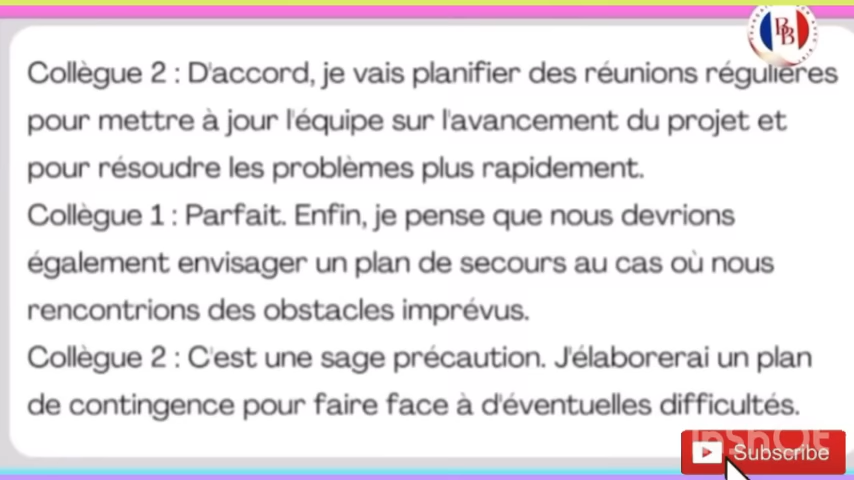 Collègue 2 : D'accord, je vais planifier des réunions régulières
pour mettre à jour l'équipe sur l'avancement du projet et
pour résoudre les problèmes plus rapidement.
Collègue 1 : Parfait. Enfin, je pense que nous devrions
également envisager un plan de secours au cas où nous
rencontrions des obstacles imprévus.
Collègue 2 : C'est une sage précaution. J'élaborerai un plan
de contingence pour faire face à d'éventuelles difficultés.
InShOt
Subscribe